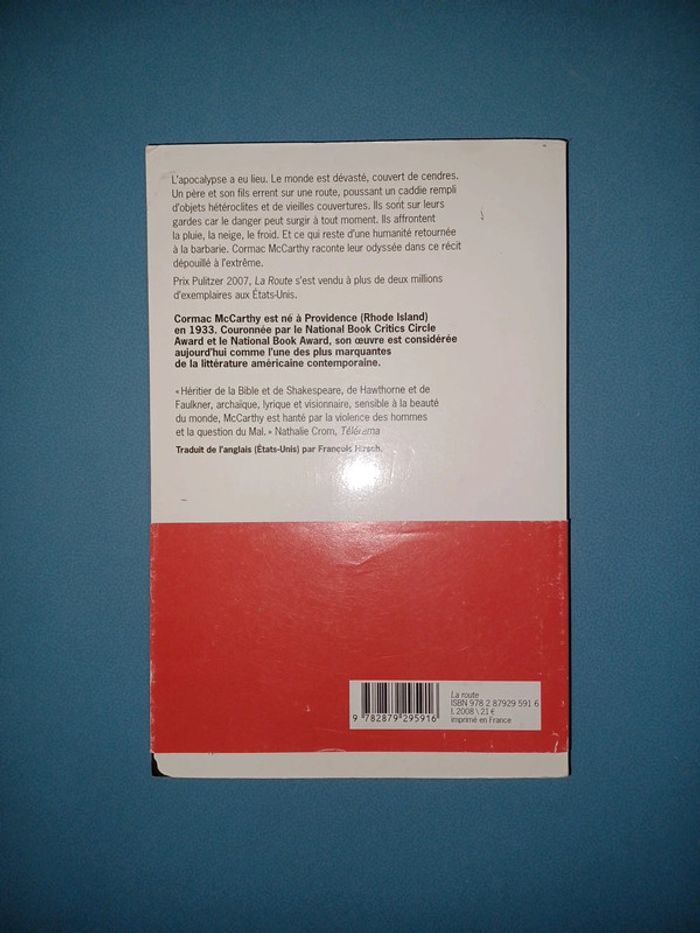 L'apocalypse a eu lieu. Le monde est dévasté, couvert de cendres.
Un père et son fils errent sur une route, poussant un caddie rempli
d'objets hétéroclites et de vieilles couvertures. Ils sont sur leurs
gardes car le danger peut surgir à tout moment. Ils affrontent
la pluie, la neige, le froid. Et ce qui reste d'une humanité retournée
à la barbarie. Cormac McCarthy raconte leur odyssée dans ce récit
dépouillé à l'extrême.
Prix Pulitzer 2007, La Route s'est vendu à plus de deux millions
d'exemplaires aux États-Unis.
Cormac McCarthy est né à Providence (Rhode Island)
en 1933. Couronnée par le National Book Critics Circle
Award et le National Book Award, son œuvre est considérée
aujourd'hui comme l'une des plus marquantes
de la littérature américaine contemporaine.
« Héritier de la Bible et de Shakespeare, de Hawthorne et de
Faulkner, archaïque, lyrique et visionnaire, sensible à la beauté
du monde, McCarthy est hanté par la violence des hommes
et la question du Mal. » Nathalie Crom, Télérama
Traduit de l'anglais (États-Unis) par François Hirsch.
La route
ISBN 978 2 87929 591 6
I. 2008 \ 21 €
imprimé en France
9 782879 295916